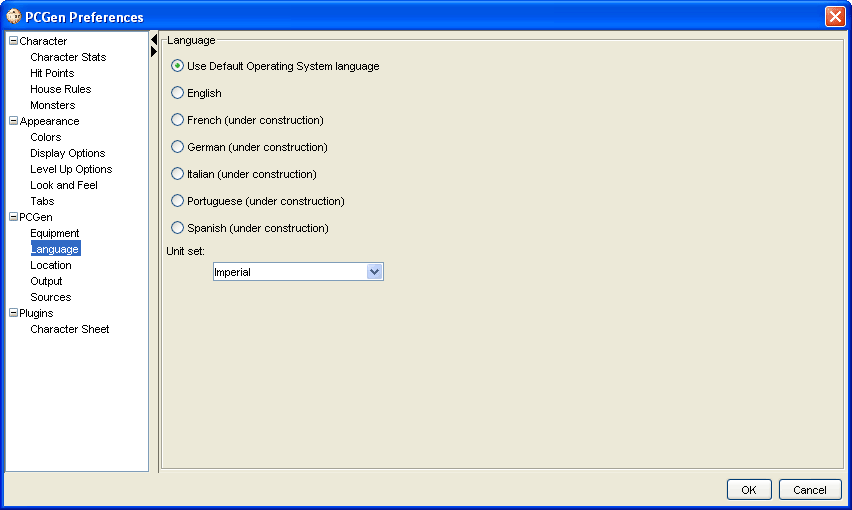 PCGen Preferences
Character
Character Stats
Hit Points
House Rules
Monsters
Appearance
Colors
Display Options
Level Up Options
Look and Feel
Tabs
PCGen
Equipment
Language
Location
Output
Sources
Plugins
Character Sheet
Language
Use Default Operating System language
English
French (under construction)
German (under construction)
Italian (under construction)
Portuguese (under construction)
Spanish (under construction)
Unit set:
Imperial
OK
Cancel